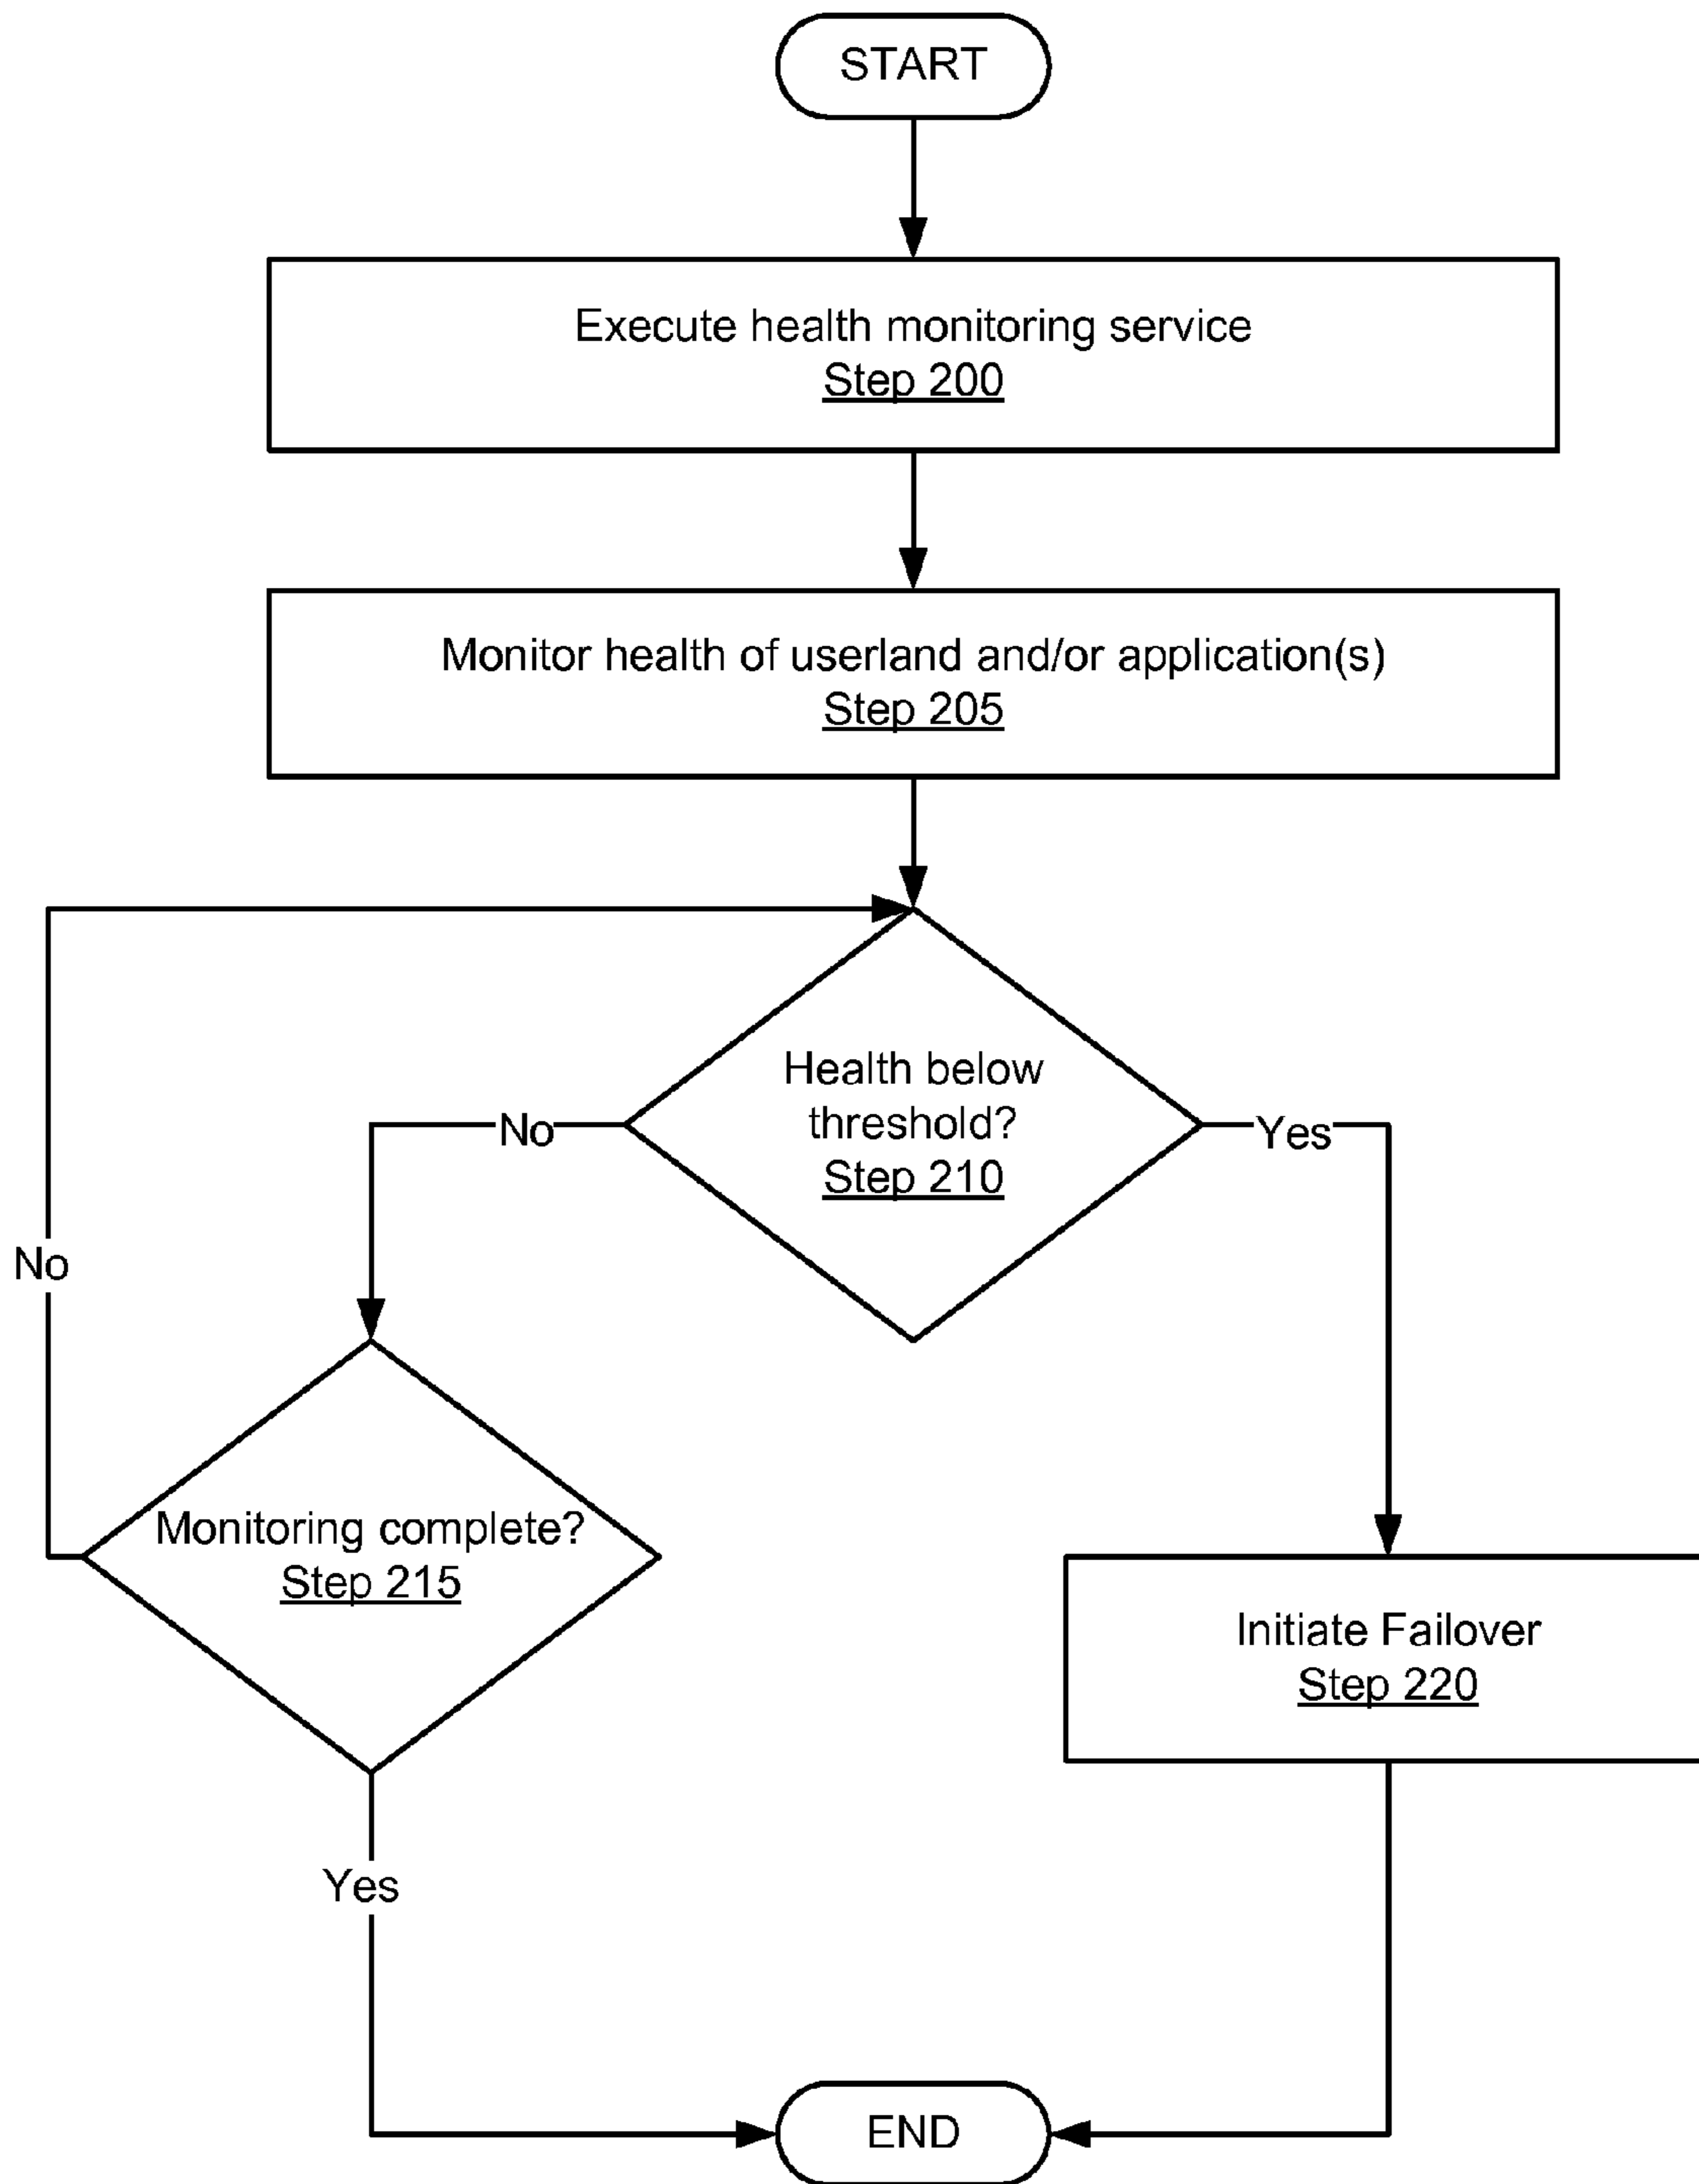 START
Execute health monitoring service
Step 200
Monitor health of userland and/or application(s)
Step 205
Health below
threshold?
Step 210
No
Yes
No
Monitoring complete?
Step 215
Initiate Failover
Step 220
Yes
END